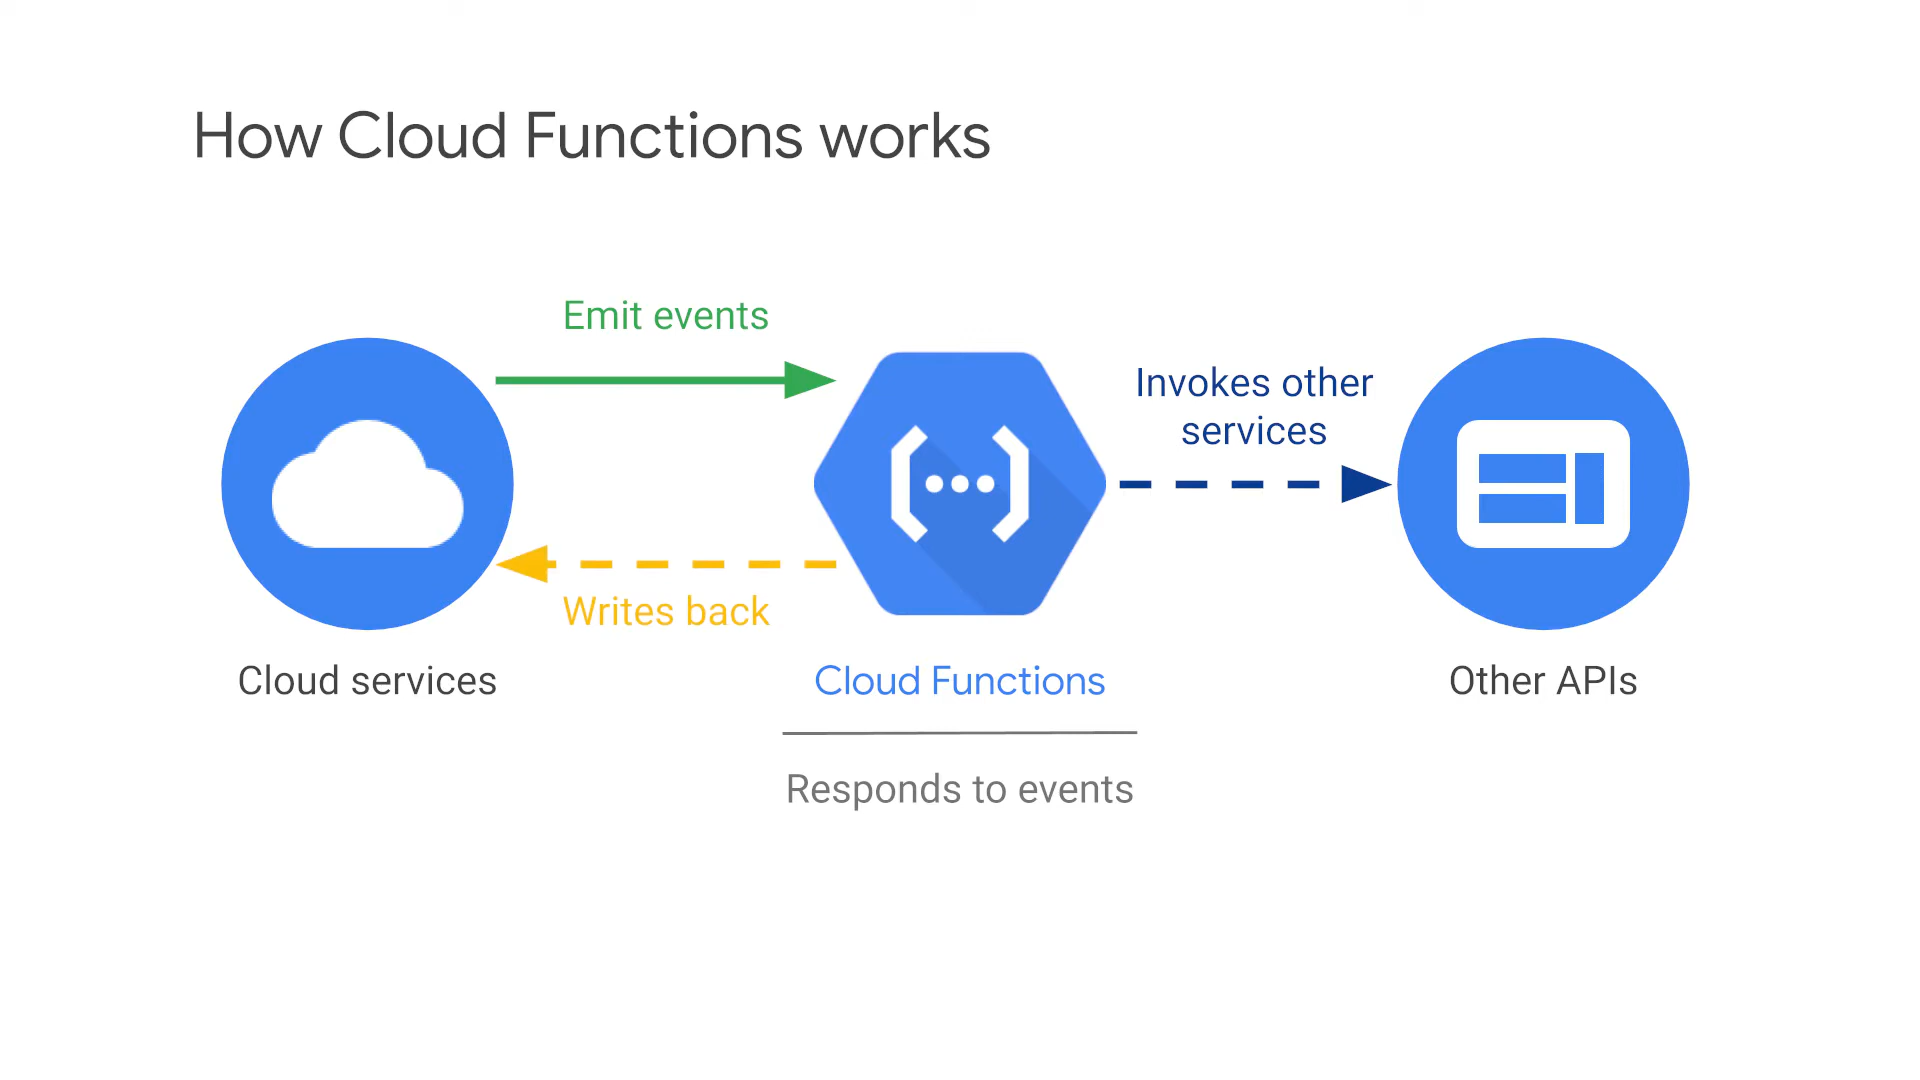 How Cloud Functions works
Emit events
Invokes other
services
Writes back
Cloud services
Cloud Functions
Other APIs
Responds to events